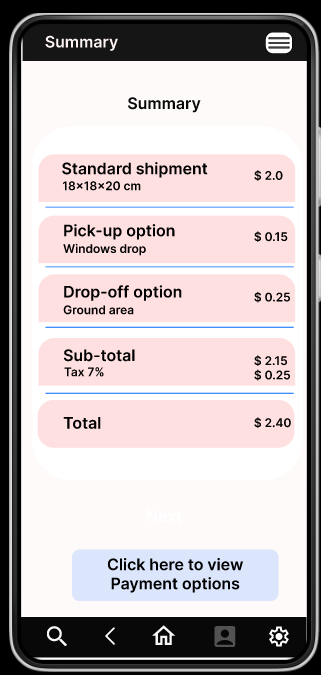 Summary
Summary
Standard shipment
$ 2.0
18×18×20 cm
Pick-up option
$ 0.15
Windows drop
Drop-off option
$ 0.25
Ground area
Sub-total
$ 2.15
Tax 7%
$ 0.25
Total
$ 2.40
Next
Click here to view
Payment options